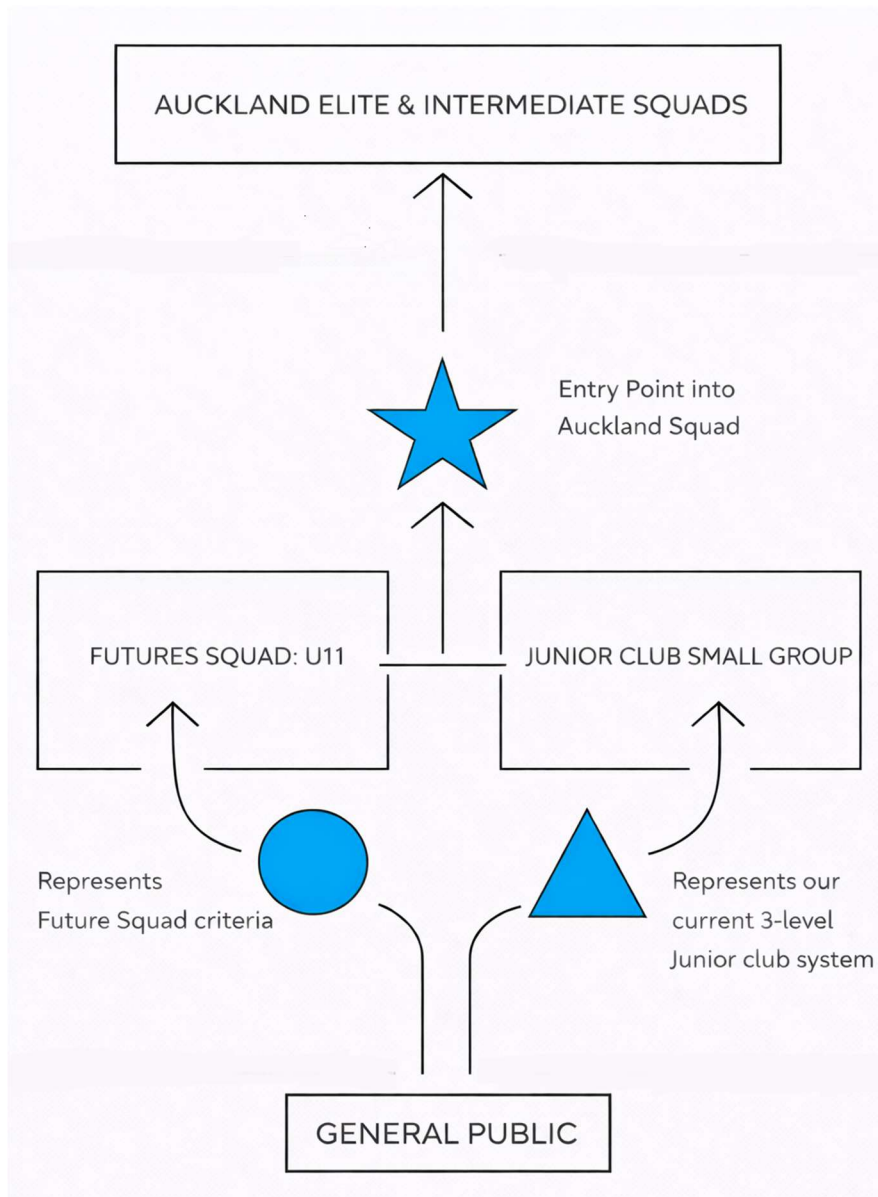 AUCKLAND ELITE & INTERMEDIATE SQUADS
Entry Point into
Auckland Squad
FUTURES SQUAD: U11
JUNIOR CLUB SMALL GROUP
Represents
Future Squad criteria
Represents our
current 3-level
Junior club system
GENERAL PUBLIC